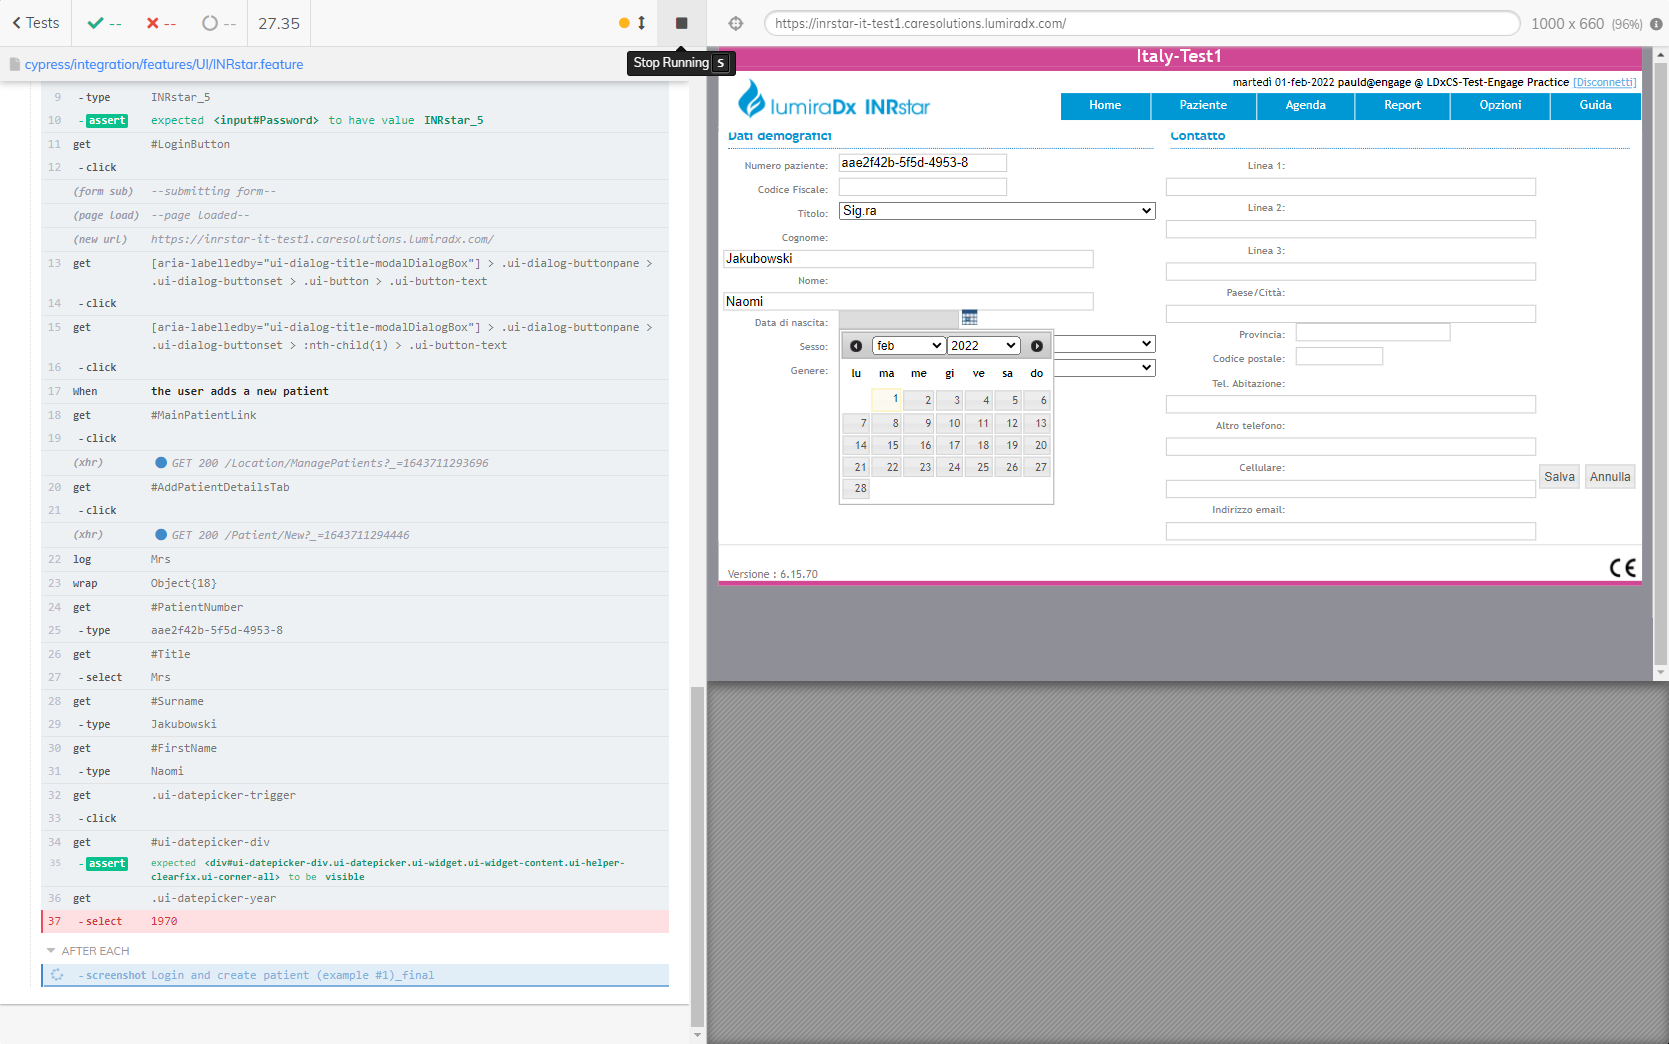 Tests
--
--
--
27.35
https://inrstar-it-test1.caresolutions.lumiradx.com/
1000 x 660 (96%)
Stop Running S
cypress/integration/features/UI/INRstar.feature
9 -type INRstar_5
10 -assert expected <input#Password> to have value INRstar_5
11 get #LoginButton
12 -click
(form sub) --submitting form--
(page load) --page loaded--
(new url) https://inrstar-it-test1.caresolutions.lumiradx.com/
13 get [aria-labelledby="ui-dialog-title-modalDialogBox"] > .ui-dialog-buttonpane >
.ui-dialog-buttonset > .ui-button > .ui-button-text
14 -click
15 get [aria-labelledby="ui-dialog-title-modalDialogBox"] > .ui-dialog-buttonpane >
.ui-dialog-buttonset > :nth-child(1) > .ui-button-text
16 -click
17 When the user adds a new patient
18 get #MainPatientLink
19 -click
(xhr) GET 200 /Location/ManagePatients?_=1643711293696
20 get #AddPatientDetailsTab
21 -click
(xhr) GET 200 /Patient/New?_=1643711294446
22 log Mrs
23 wrap Object{18}
24 get #PatientNumber
25 -type aae2f42b-5f5d-4953-8
26 get #Title
27 -select Mrs
28 get #Surname
29 -type Jakubowski
30 get #FirstName
31 -type Naomi
32 get .ui-datepicker-trigger
33 -click
34 get #ui-datepicker-div
35 -assert expected <div#ui-datepicker-div.ui-datepicker.ui-widget.ui-widget-content.ui-helper-
clearfix.ui-corner-all> to be visible
36 get .ui-datepicker-year
37 -select 1970
AFTER EACH
-screenshot Login and create patient (example #1)_final
Italy-Test1
martedì 01-feb-2022 pauld@engage @ LDxCS-Test-Engage Practice [Disconnetti]
lumiraDx INRstar
Home Paziente Agenda Report Opzioni Guida
Dati demografici
Numero paziente: aae2f42b-5f5d-4953-8
Codice Fiscale:
Titolo: Sig.ra
Cognome:
Jakubowski
Nome:
Naomi
Data di nascita:
Sesso:
Genere:
feb 2022
lu ma me gi ve sa do
1 2 3 4 5 6
7 8 9 10 11 12 13
14 15 16 17 18 19 20
21 22 23 24 25 26 27
28
Contatto
Linea 1:
Linea 2:
Linea 3:
Paese/Città:
Provincia:
Codice postale:
Tel. Abitazione:
Altro telefono:
Cellulare:
Indirizzo email:
Salva Annulla
Versione : 6.15.70
CE